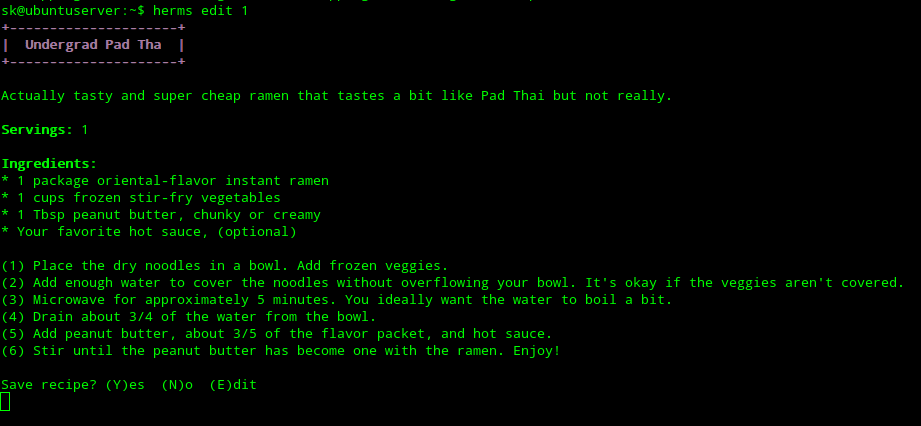 sk@ubuntuserver:~$ herms edit 1
+---------------------+
|  Undergrad Pad Tha  |
+---------------------+
Actually tasty and super cheap ramen that tastes a bit like Pad Thai but not really.
Servings: 1
Ingredients:
* 1 package oriental-flavor instant ramen
* 1 cups frozen stir-fry vegetables
* 1 Tbsp peanut butter, chunky or creamy
* Your favorite hot sauce, (optional)
(1) Place the dry noodles in a bowl. Add frozen veggies.
(2) Add enough water to cover the noodles without overflowing your bowl. It's okay if the veggies aren't covered.
(3) Microwave for approximately 5 minutes. You ideally want the water to boil a bit.
(4) Drain about 3/4 of the water from the bowl.
(5) Add peanut butter, about 3/5 of the flavor packet, and hot sauce.
(6) Stir until the peanut butter has become one with the ramen. Enjoy!
Save recipe? (Y)es  (N)o  (E)dit